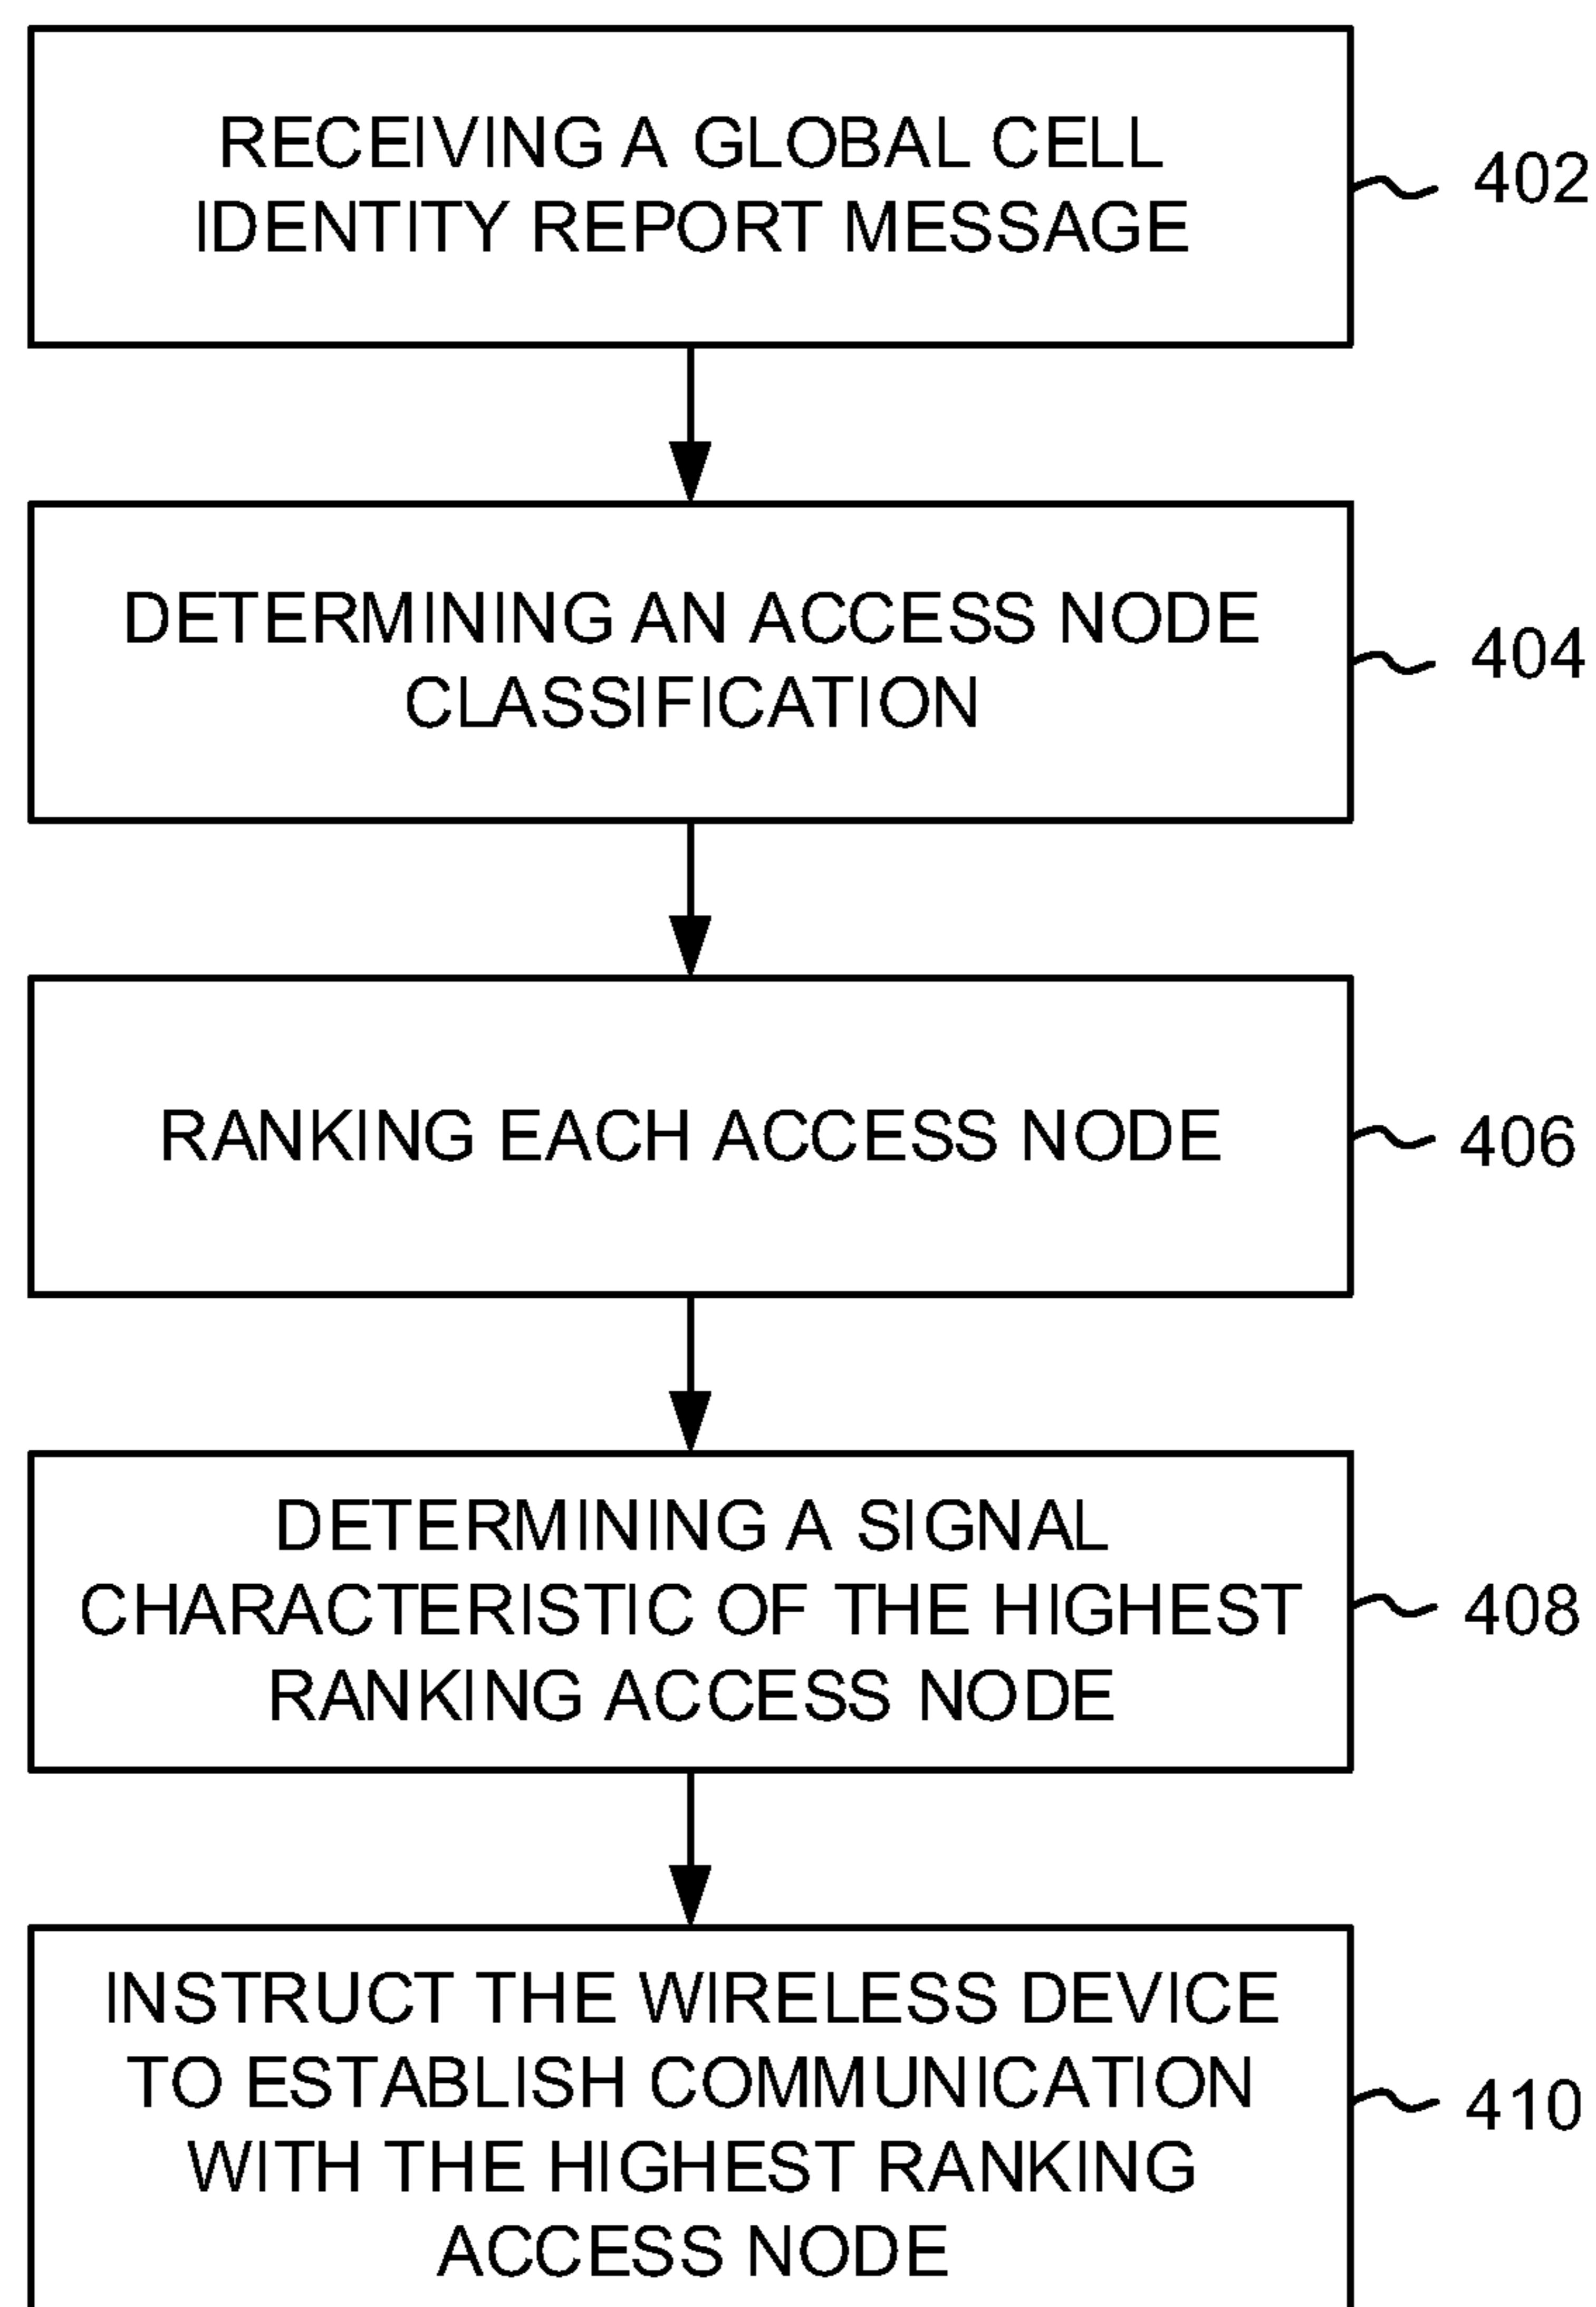 RECEIVING A GLOBAL CELL
IDENTITY REPORT MESSAGE
402
DETERMINING AN ACCESS NODE
CLASSIFICATION
404
RANKING EACH ACCESS NODE
406
DETERMINING A SIGNAL
CHARACTERISTIC OF THE HIGHEST
RANKING ACCESS NODE
408
INSTRUCT THE WIRELESS DEVICE
TO ESTABLISH COMMUNICATION
WITH THE HIGHEST RANKING
ACCESS NODE
410